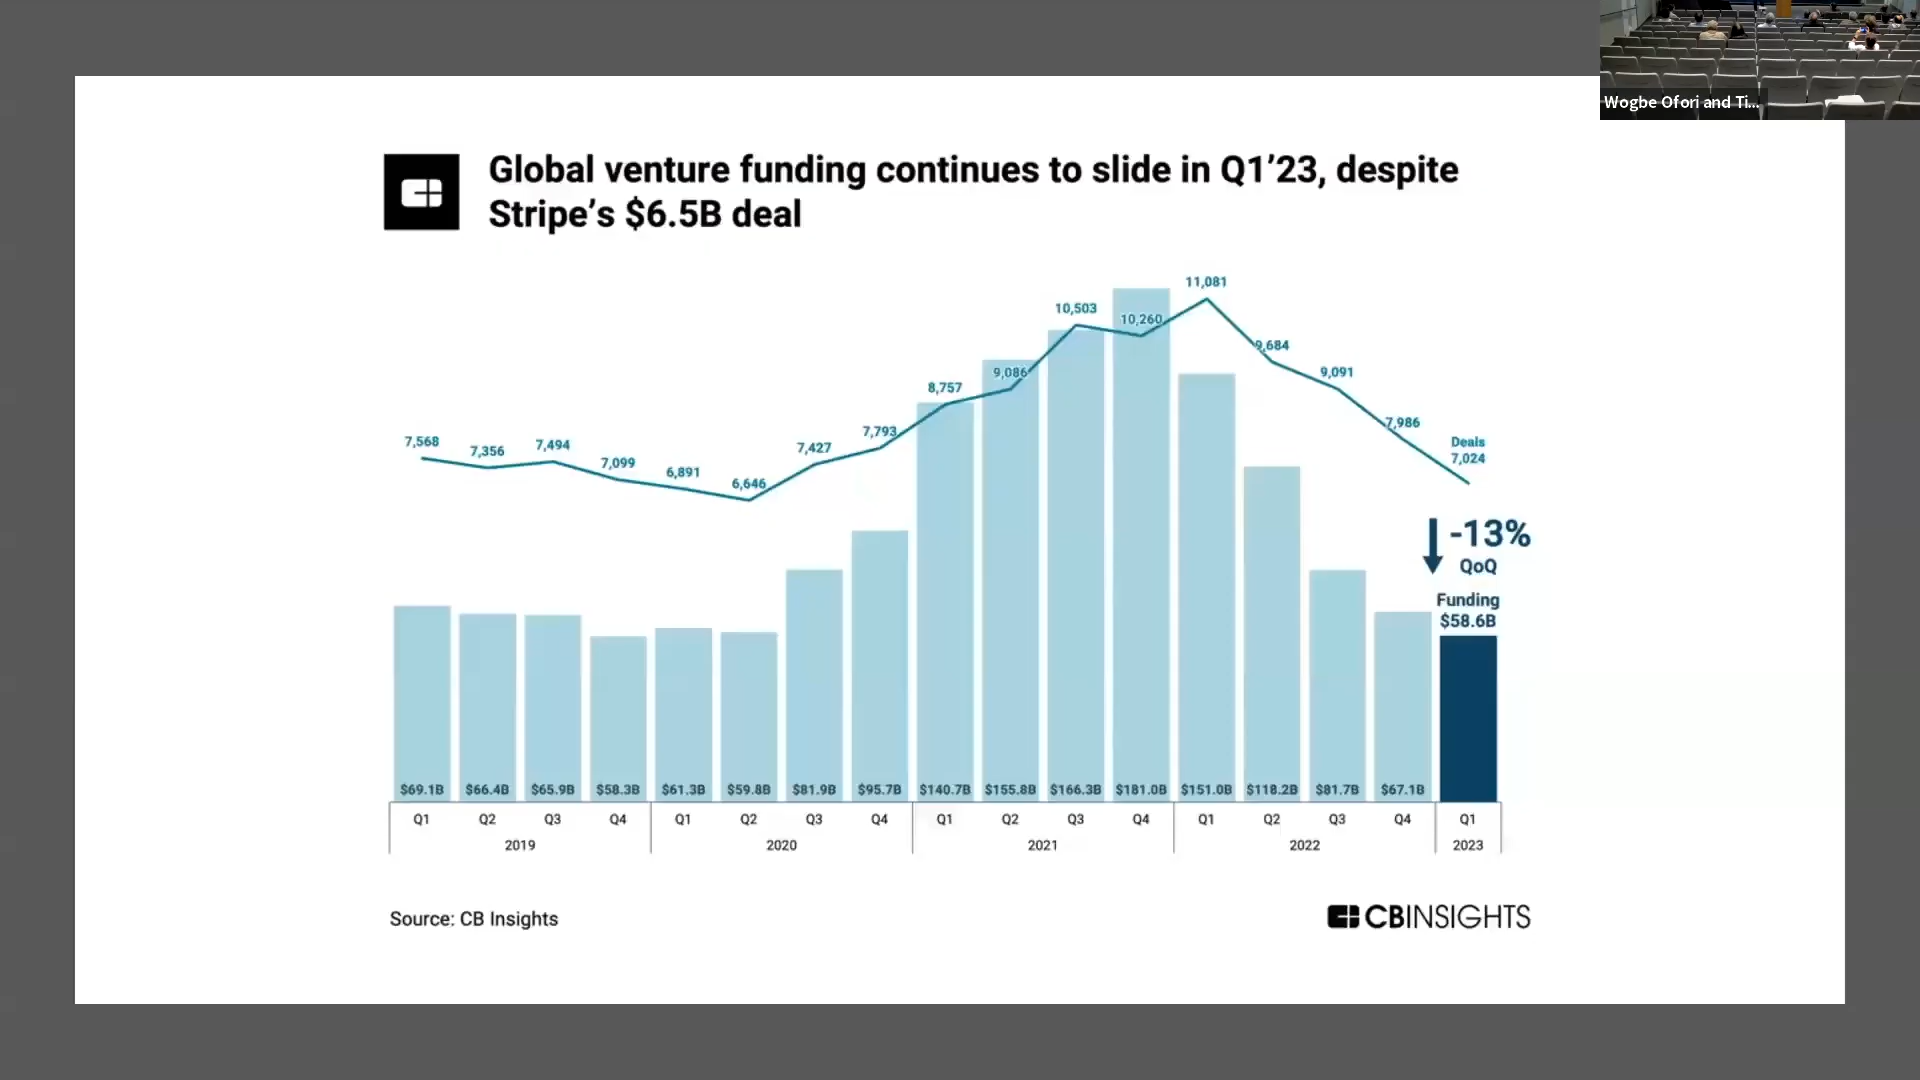 Wogbe Ofori and Ti...
Global venture funding continues to slide in Q1’23, despite
Stripe’s $6.5B deal
7,568
7,356
7,494
7,099
6,891
6,646
7,427
7,793
8,757
9,086
10,503
10,260
11,081
9,684
9,091
7,986
Deals
7,024
-13%
QoQ
Funding
$58.6B
$69.1B $66.4B $65.9B $58.3B $61.3B $59.8B $81.9B $95.7B $140.7B $155.8B $166.3B $181.0B $151.0B $118.2B $81.7B $67.1B
Q1 Q2 Q3 Q4 Q1 Q2 Q3 Q4 Q1 Q2 Q3 Q4 Q1 Q2 Q3 Q4 Q1
2019 2020 2021 2022 2023
Source: CB Insights
CBINSIGHTS